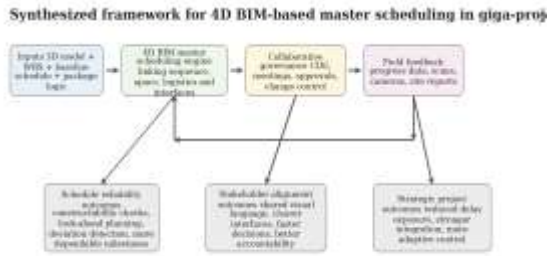 Synthesized framework for 4D BIM-based master scheduling in giga-proj
Inputs 3D model +
WBS + baseline
schedule + package
logic
4D BIM master
scheduling engine
linking sequence,
space, logistics and
interfaces
Collaborative
governance CDE,
meetings, approvals,
change control
Field feedback
progress data, scans,
cameras, site reports
Schedule reliability
outcomes
constructability checks,
look-ahead planning,
deviation detection, more
dependable milestones
Stakeholder alignment
outcomes shared visual
language, clearer
interfaces, faster
decisions, better
accountability
Strategic project
outcomes reduced delay
exposure, stronger
integration, more
adaptive control